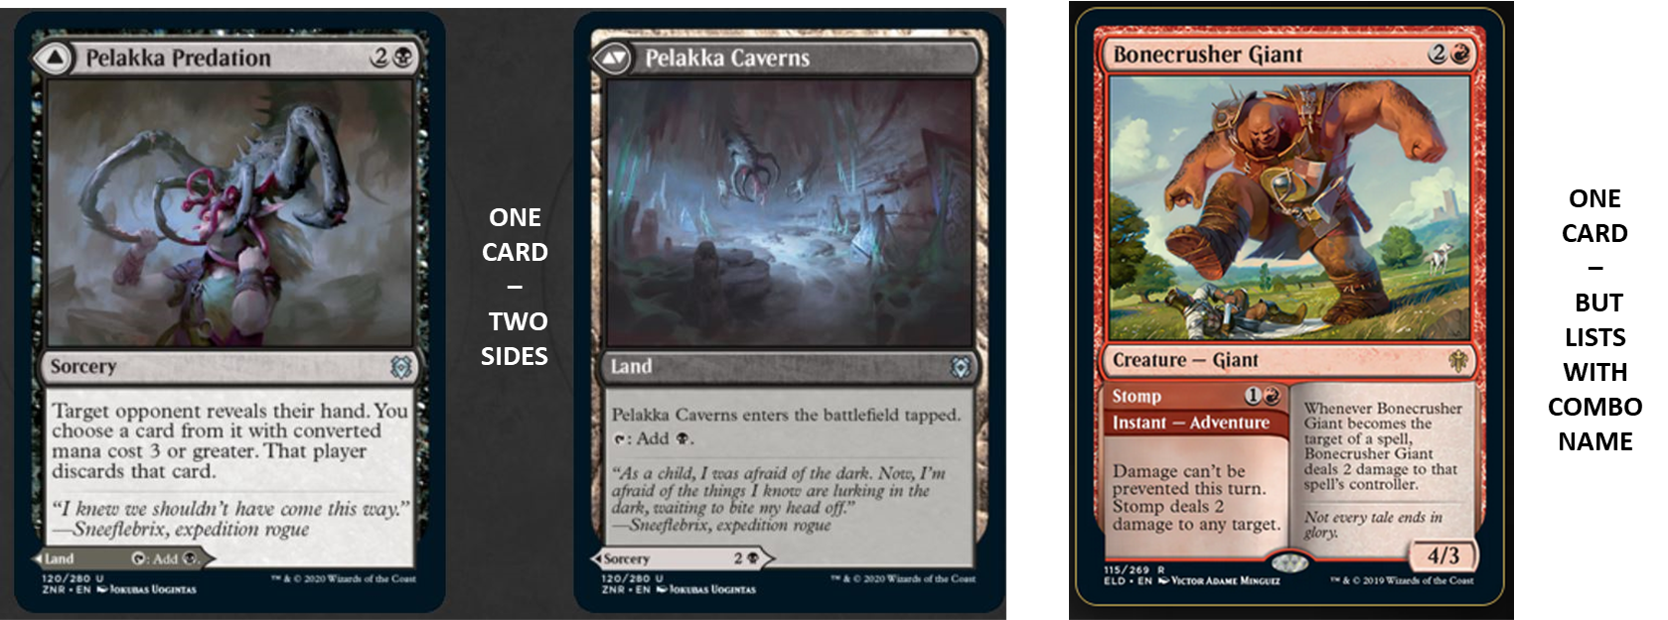 Pelakka Predation 2
Sorcery
Target opponent reveals their hand. You
choose a card from it with converted
mana cost 3 or greater. That player
discards that card.
"I knew we shouldn't have come this way."
—Sneeflebrix, expedition rogue
Land : Add .
120/280 U
ZNR • EN JOKUBAS UOGINTAS
™ & © 2020 Wizards of the Coast
ONE
CARD
–
TWO
SIDES
Pelakka Caverns
Land
Pelakka Caverns enters the battlefield tapped.
: Add .
"As a child, I was afraid of the dark. Now, I'm
afraid of the things I know are lurking in the
dark, waiting to bite my head off."
—Sneeflebrix, expedition rogue
Sorcery 2
120/280 U
ZNR • EN JOKUBAS UOGINTAS
™ & © 2020 Wizards of the Coast
Bonecrusher Giant 2
Creature — Giant
Stomp 1
Instant — Adventure
Damage can't be
prevented this turn.
Stomp deals 2
damage to any target.
Whenever Bonecrusher
Giant becomes the
target of a spell,
Bonecrusher Giant
deals 2 damage to that
spell's controller.
Not every tale ends in
glory.
4/3
115/269 R
ELD • EN VICTOR ADAME MINGUEZ
™ & © 2019 Wizards of the Coast
ONE
CARD
–
BUT
LISTS
WITH
COMBO
NAME